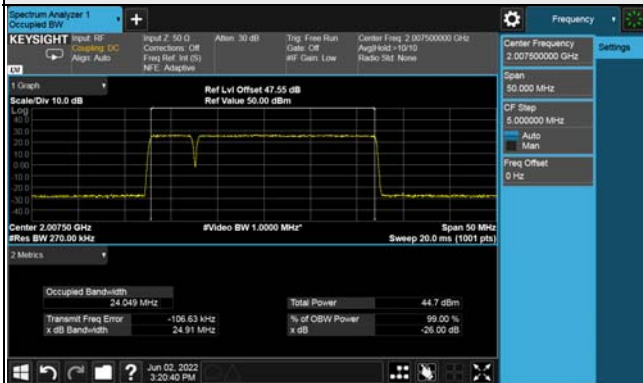 Spectrum Analyzer 1
Occupied BW
Frequency
KEYSIGHT
Input: RF
Coupling: DC
Align: Auto
Input Z: 50 Ω
Corrections: Off
Freq Ref: Int (S)
NFE: Adaptive
Atten: 30 dB
Trig: Free Run
Gate: Off
#IF Gain: Low
Center Freq: 2.007500000 GHz
Avg|Hold:>10/10
Radio Std: None
Center Frequency
2.007500000 GHz
Settings
Span
50.000 MHz
CF Step
5.000000 MHz
Auto
Man
Freq Offset
0 Hz
1 Graph
Scale/Div 10.0 dB
Ref Lvl Offset 47.55 dB
Ref Value 50.00 dBm
Log
40.0
30.0
20.0
10.0
0.00
-10.0
-20.0
-30.0
-40.0
Center 2.00750 GHz
#Res BW 270.00 kHz
#Video BW 1.0000 MHz*
Span 50 MHz
Sweep 20.0 ms (1001 pts)
2 Metrics
Occupied Bandwidth
24.049 MHz
Total Power 44.7 dBm
Transmit Freq Error -106.63 kHz
% of OBW Power 99.00 %
x dB Bandwidth 24.91 MHz
x dB -26.00 dB
?
Jun 02, 2022
3:20:40 PM